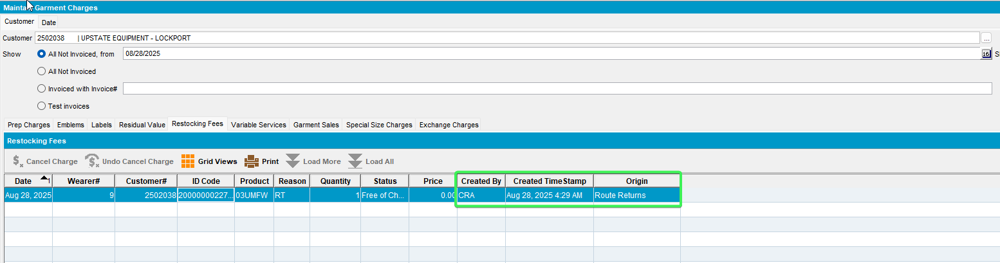 Maintain Garment Charges
Customer Date
Customer 2502038 | UPSTATE EQUIPMENT - LOCKPORT ...
Show All Not Invoiced, from 08/28/2025 16
All Not Invoiced
Invoiced with Invoice#
Test invoices
Prep Charges Emblems Labels Residual Value Restocking Fees Variable Services Garment Sales Special Size Charges Exchange Charges
Restocking Fees
Cancel Charge Undo Cancel Charge Grid Views Print Load More Load All
Date 1 Wearer# Customer# ID Code Product Reason Quantity Status Price Created By Created TimeStamp Origin
Aug 28, 2025 9 2502038 20000000227... 03UMFW RT 1 Free of Ch... 0.00 CRA Aug 28, 2025 4:29 AM Route Returns